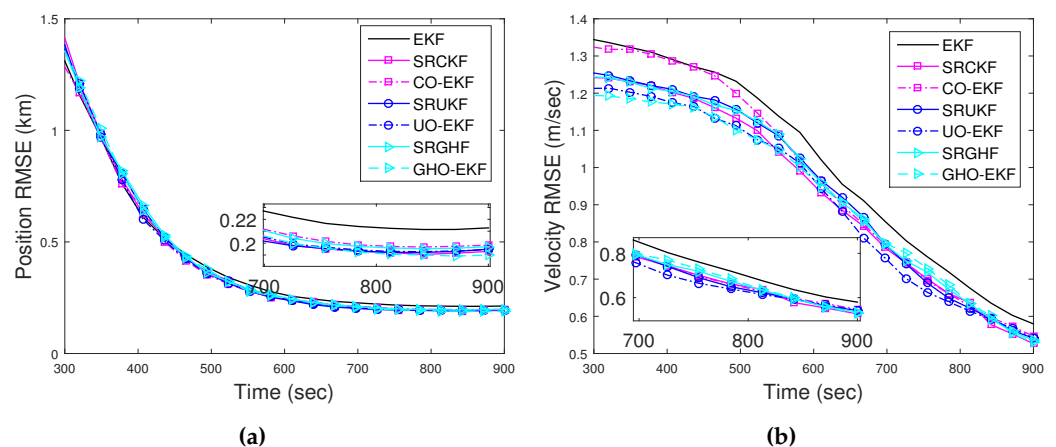 1.5
1
0.5
0
Position RMSE (km)
300 400 500 600 700 800 900
Time (sec)
EKF
SRCKF
CO-EKF
SRUKF
UO-EKF
SRGHF
GHO-EKF
0.22
0.2
700 800 900
(a)
1.4
1.3
1.2
1.1
1
0.9
0.8
0.7
0.6
0.5
Velocity RMSE (m/sec)
300 400 500 600 700 800 900
Time (sec)
EKF
SRCKF
CO-EKF
SRUKF
UO-EKF
SRGHF
GHO-EKF
0.8
0.6
700 800 900
(b)